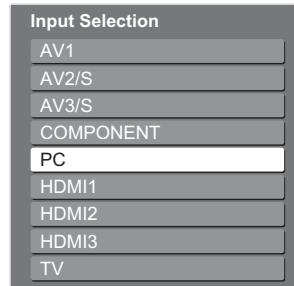 Input Selection
AV1
AV2/S
AV3/S
COMPONENT
PC
HDMI1
HDMI2
HDMI3
TV